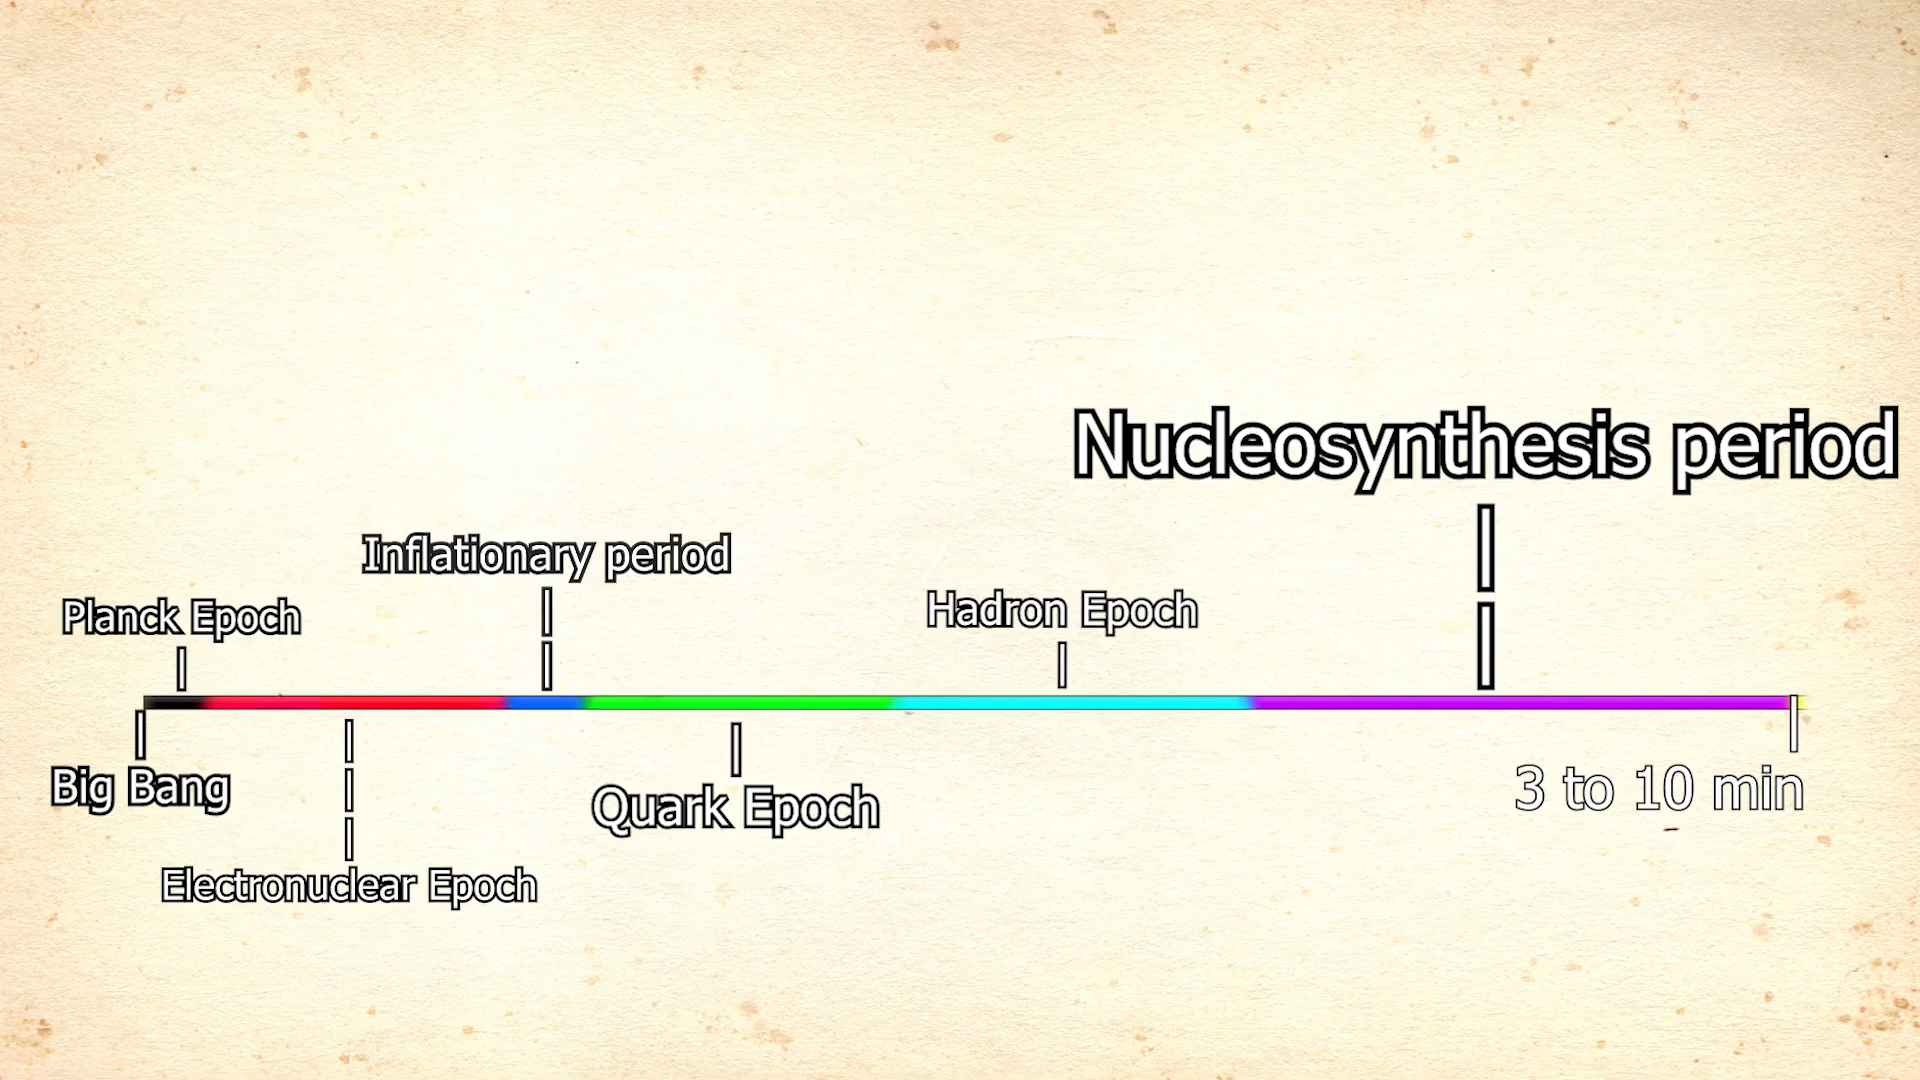 Nucleosynthesis period
Inflationary period
Planck Epoch
Hadron Epoch
Big Bang
Quark Epoch
3 to 10 min
Electronuclear Epoch